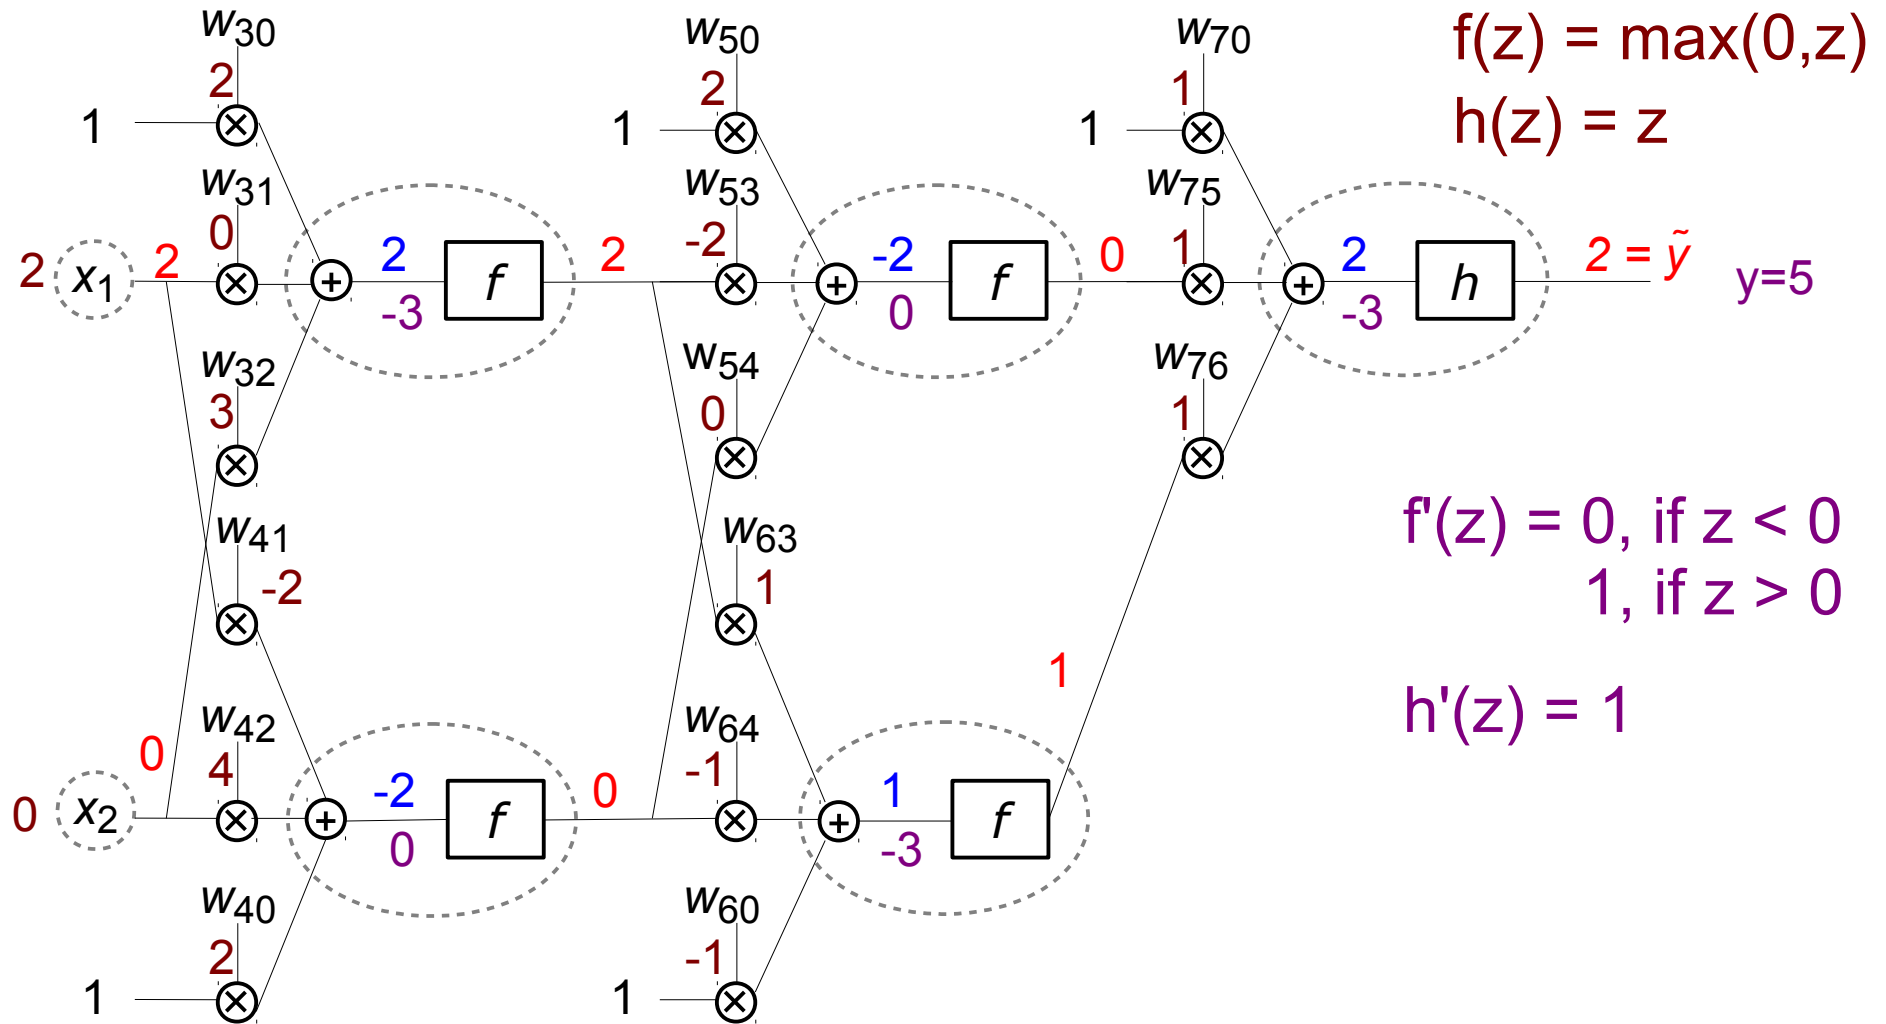 w30
w50
w70
f(z) = max(0,z)
2
2
1
h(z) = z
1
1
1
w31
w53
w75
0
-2
1
2
x1
2
2
f
2
-2
f
0
2
h
2 = ỹ
y=5
-3
0
-3
w32
w54
w76
3
0
1
w41
w63
f'(z) = 0, if z < 0
-2
1
1, if z > 0
1
w42
w64
h'(z) = 1
0
4
-1
0
x2
-2
f
0
1
f
0
-3
w40
w60
2
-1
1
1